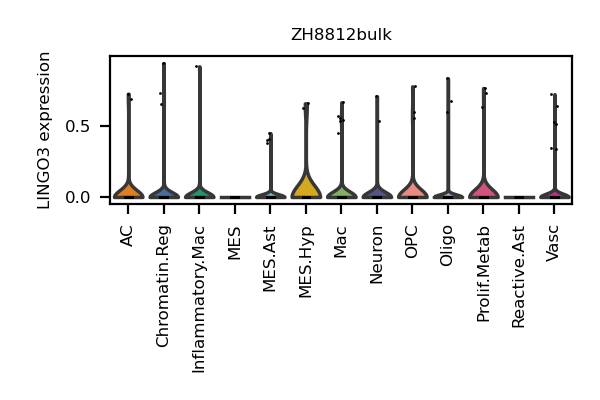 ZH8812bulk
LINGO3 expression
0.5
0.0
AC
Chromatin.Reg
Inflammatory.Mac
MES
MES.Ast
MES.Hyp
Mac
Neuron
OPC
Oligo
Prolif.Metab
Reactive.Ast
Vasc